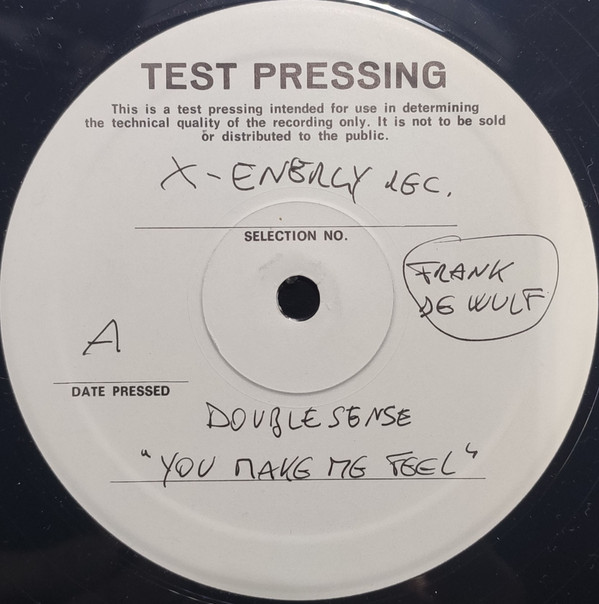 TEST PRESSING
This is a test pressing intended for use in determining
the technical quality of the recording only. It is not to be sold
or distributed to the public.
X-ENERGY REC.
SELECTION NO.
FRANK
DE WULF
A
DATE PRESSED
DOUBLESENSE
"YOU MAKE ME FEEL"